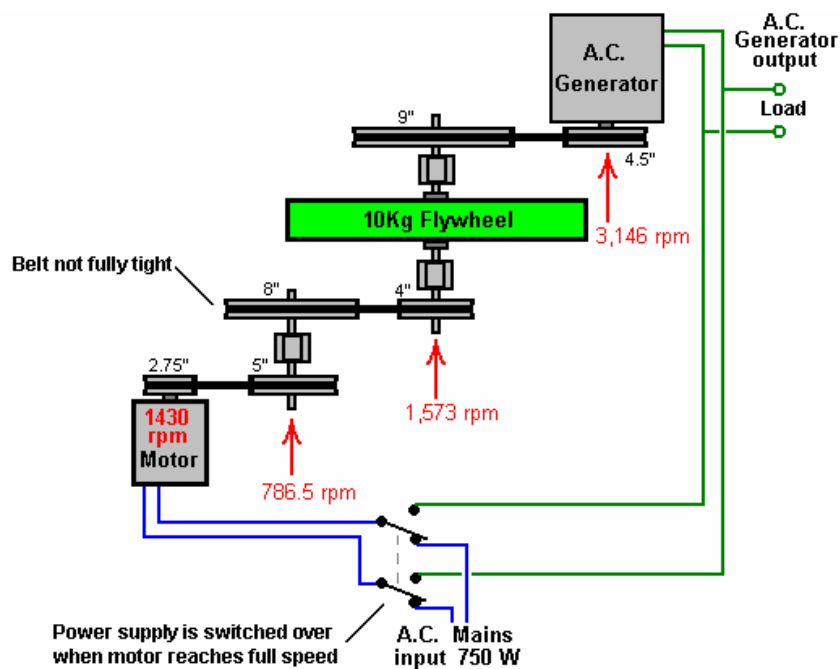 A.C.
Generator
output
A.C.
Generator
Load
9"
4.5"
10Kg Flywheel
3,146 rpm
Belt not fully tight
8"
4"
2.75"
5"
1,573 rpm
1430
rpm
Motor
786.5 rpm
Power supply is switched over
when motor reaches full speed
A.C. Mains
input 750 W